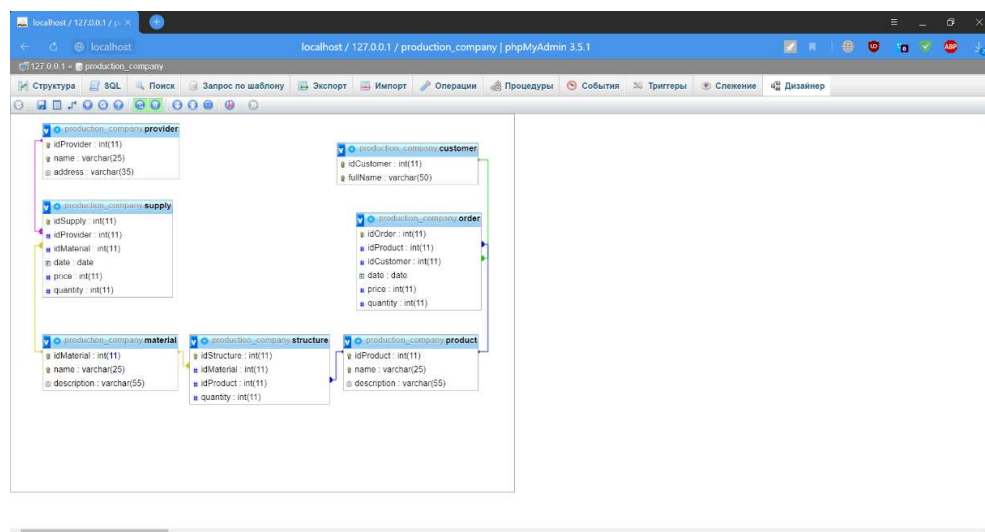 localhost / 127.0.0.1 / p
localhost
localhost / 127.0.0.1 / production_company | phpMyAdmin 3.5.1
127.0.0.1 » production_company
Структура SQL Поиск Запрос по шаблону Экспорт Импорт Операции Процедуры События Триггеры Слежение Дизайнер
production_company.provider
idProvider : int(11)
name : varchar(25)
address : varchar(35)
production_company.supply
idSupply : int(11)
idProvider : int(11)
idMaterial : int(11)
date : date
price : int(11)
quantity : int(11)
production_company.material
idMaterial : int(11)
name : varchar(25)
description : varchar(55)
production_company.structure
idStructure : int(11)
idMaterial : int(11)
idProduct : int(11)
quantity : int(11)
production_company.customer
idCustomer : int(11)
fullName : varchar(50)
production_company.order
idOrder : int(11)
idProduct : int(11)
idCustomer : int(11)
date : date
price : int(11)
quantity : int(11)
production_company.product
idProduct : int(11)
name : varchar(25)
description : varchar(55)
ABP